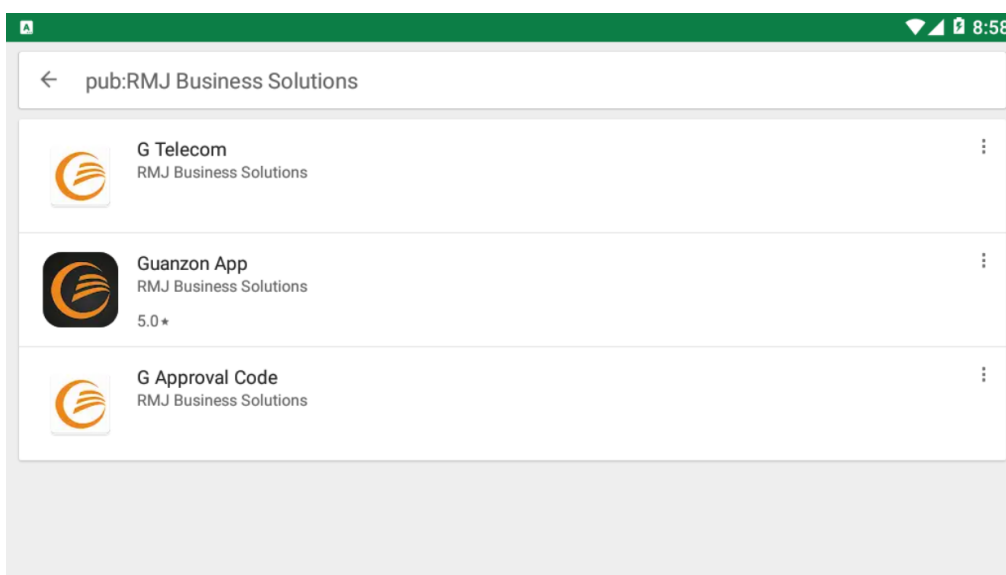 8:58
pub:RMJ Business Solutions
G Telecom
RMJ Business Solutions
Guanzon App
RMJ Business Solutions
5.0★
G Approval Code
RMJ Business Solutions